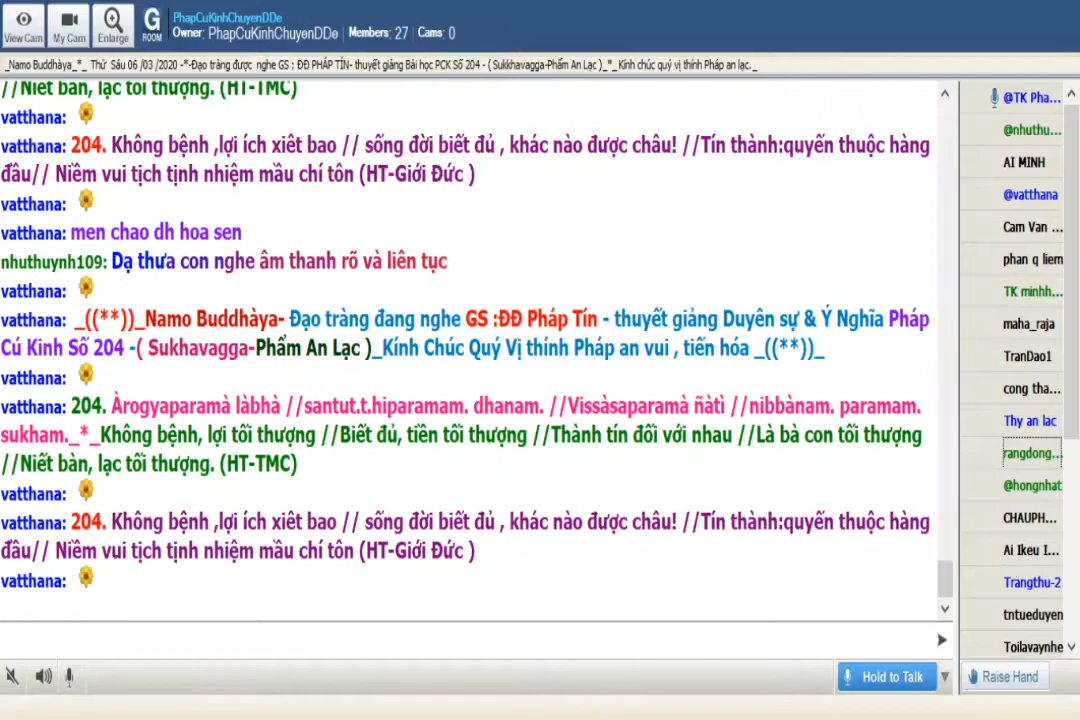 PhapCuKinhChuyenDDe
View Cam My Cam Enlarge G ROOM Owner: PhapCuKinhChuyenDDe Members: 27 Cams: 0
_Namo Buddhàya_*_ Thứ Sáu 06 /03 /2020 -*-Đạo tràng được nghe GS : ĐĐ PHÁP TÍN- thuyết giảng Bài học PCK Số 204 - ( Sukkhavagga-Phẩm An Lạc )_*_Kính chúc quý vị thính Pháp an lạc._
//Niết bàn, lạc tối thượng. (HT-TMC)
vatthana:
vatthana: 204. Không bệnh ,lợi ích xiêt bao // sống đời biết đủ , khác nào được châu! //Tín thành:quyến thuộc hàng
đầu// Niềm vui tịch tịnh nhiệm mầu chí tôn (HT-Giới Đức )
vatthana:
vatthana: men chao dh hoa sen
nhuthuynh109: Dạ thưa con nghe âm thanh rõ và liên tục
vatthana:
vatthana: _((**))_Namo Buddhàya- Đạo tràng đang nghe GS :ĐĐ Pháp Tín - thuyết giảng Duyên sự & Ý Nghĩa Pháp
Cú Kinh Số 204 -( Sukhavagga-Phẩm An Lạc )_Kính Chúc Quý Vị thính Pháp an vui , tiến hóa _((**))_
vatthana:
vatthana: 204. Àrogyaparamà làbhà //santut.t.hiparamam. dhanam. //Vissàsaparamà ñàtì //nibbànam. paramam.
sukham._*_Không bệnh, lợi tối thượng //Biết đủ, tiền tối thượng //Thành tín đối với nhau //Là bà con tối thượng
//Niết bàn, lạc tối thượng. (HT-TMC)
vatthana:
vatthana: 204. Không bệnh ,lợi ích xiêt bao // sống đời biết đủ , khác nào được châu! //Tín thành:quyến thuộc hàng
đầu// Niềm vui tịch tịnh nhiệm mầu chí tôn (HT-Giới Đức )
vatthana:
@TK Pha...
@nhuthu...
AI MINH
@vatthana
Cam Van ...
phan q liem
TK minhh...
maha_raja
TranDao1
cong tha...
Thy an lac
rangdong...
@hongnhat
CHAUPH...
Ai Ikeu I...
Trangthu-2
tntueduyen
Toilavaynhe
Hold to Talk
Raise Hand